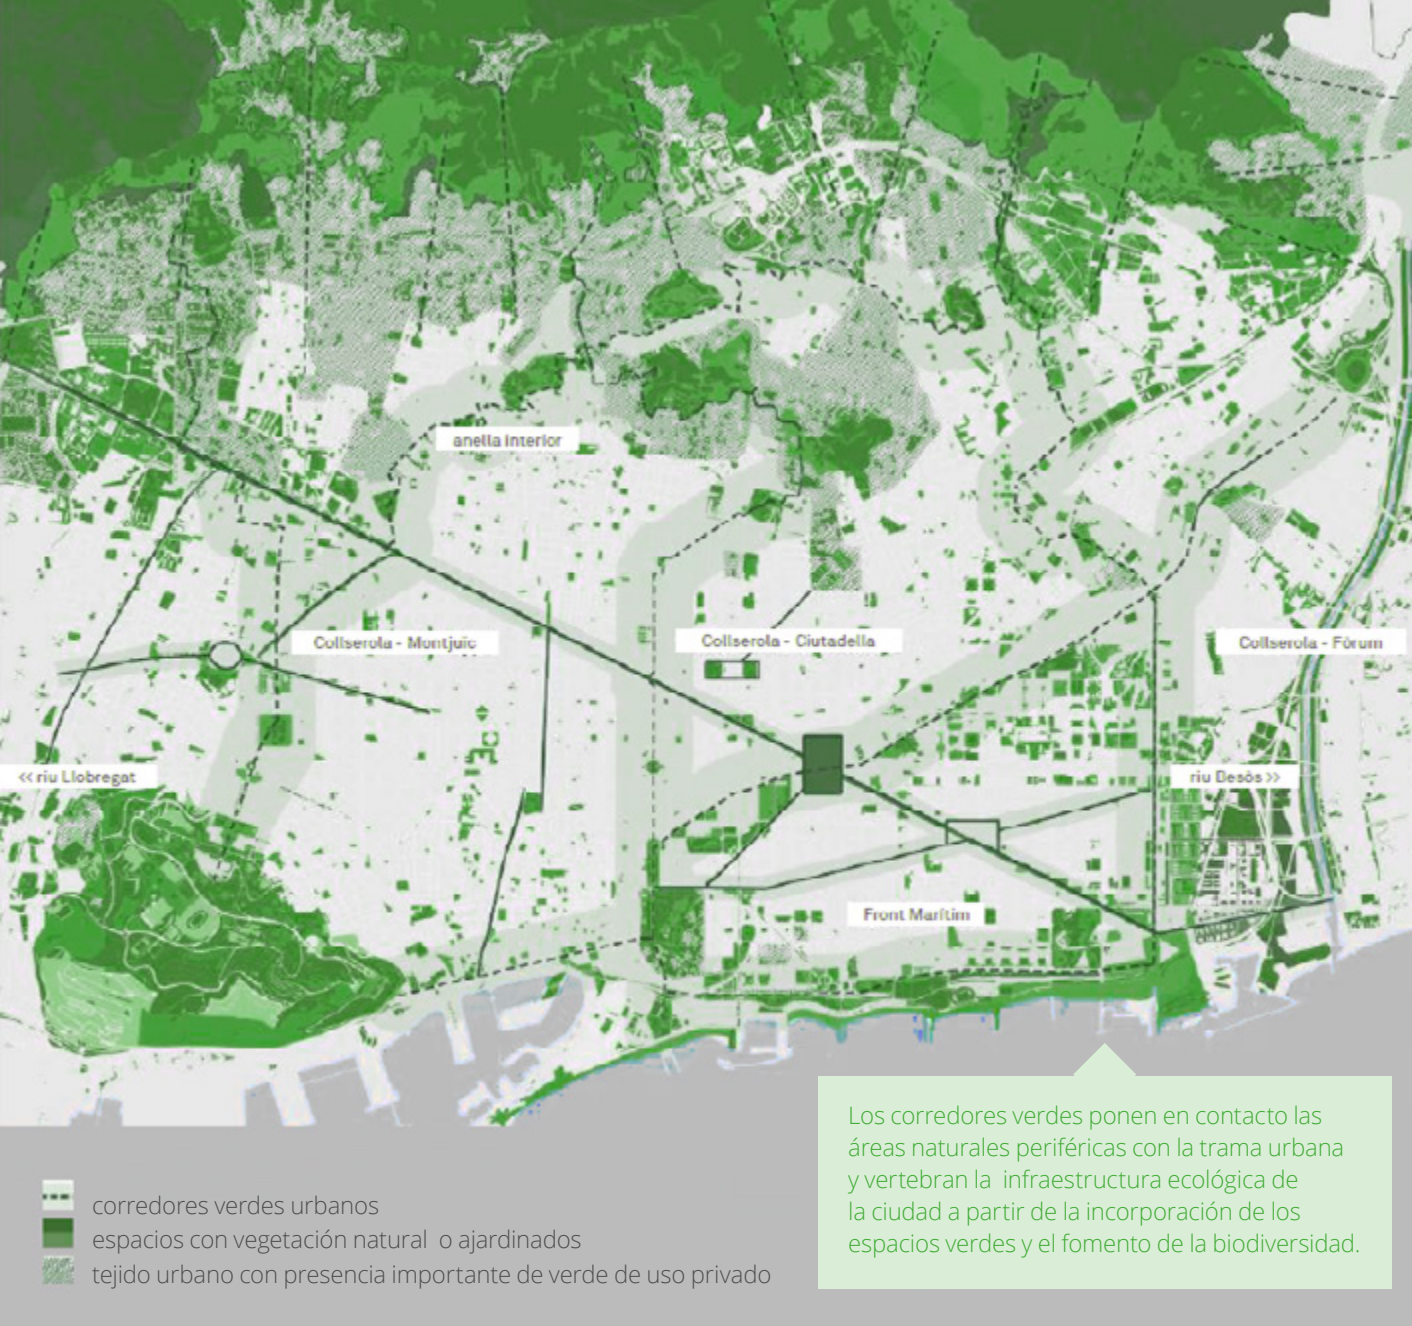 anella interior
Collserola - Montjuïc
Collserola - Ciutadella
Collserola - Fòrum
<< riu Llobregat
riu Besòs >>
Front Marítim
Los corredores verdes ponen en contacto las
áreas naturales periféricas con la trama urbana
y vertebran la infraestructura ecológica de
la ciudad a partir de la incorporación de los
espacios verdes y el fomento de la biodiversidad.
corredores verdes urbanos
espacios con vegetación natural o ajardinados
tejido urbano con presencia importante de verde de uso privado